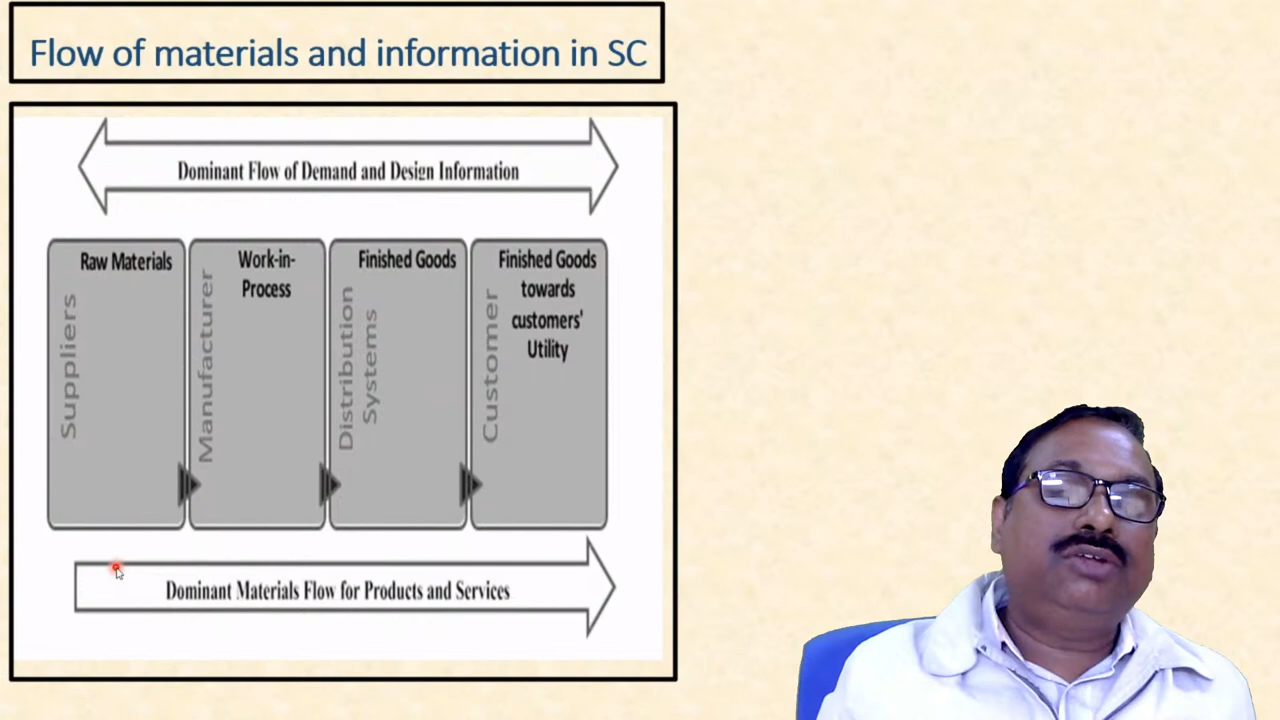 Flow of materials and information in SC
Dominant Flow of Demand and Design Information
Suppliers
Raw Materials
Manufacturer
Work-in-
Process
Distribution
Systems
Finished Goods
Customer
Finished Goods
towards
customers'
Utility
Dominant Materials Flow for Products and Services